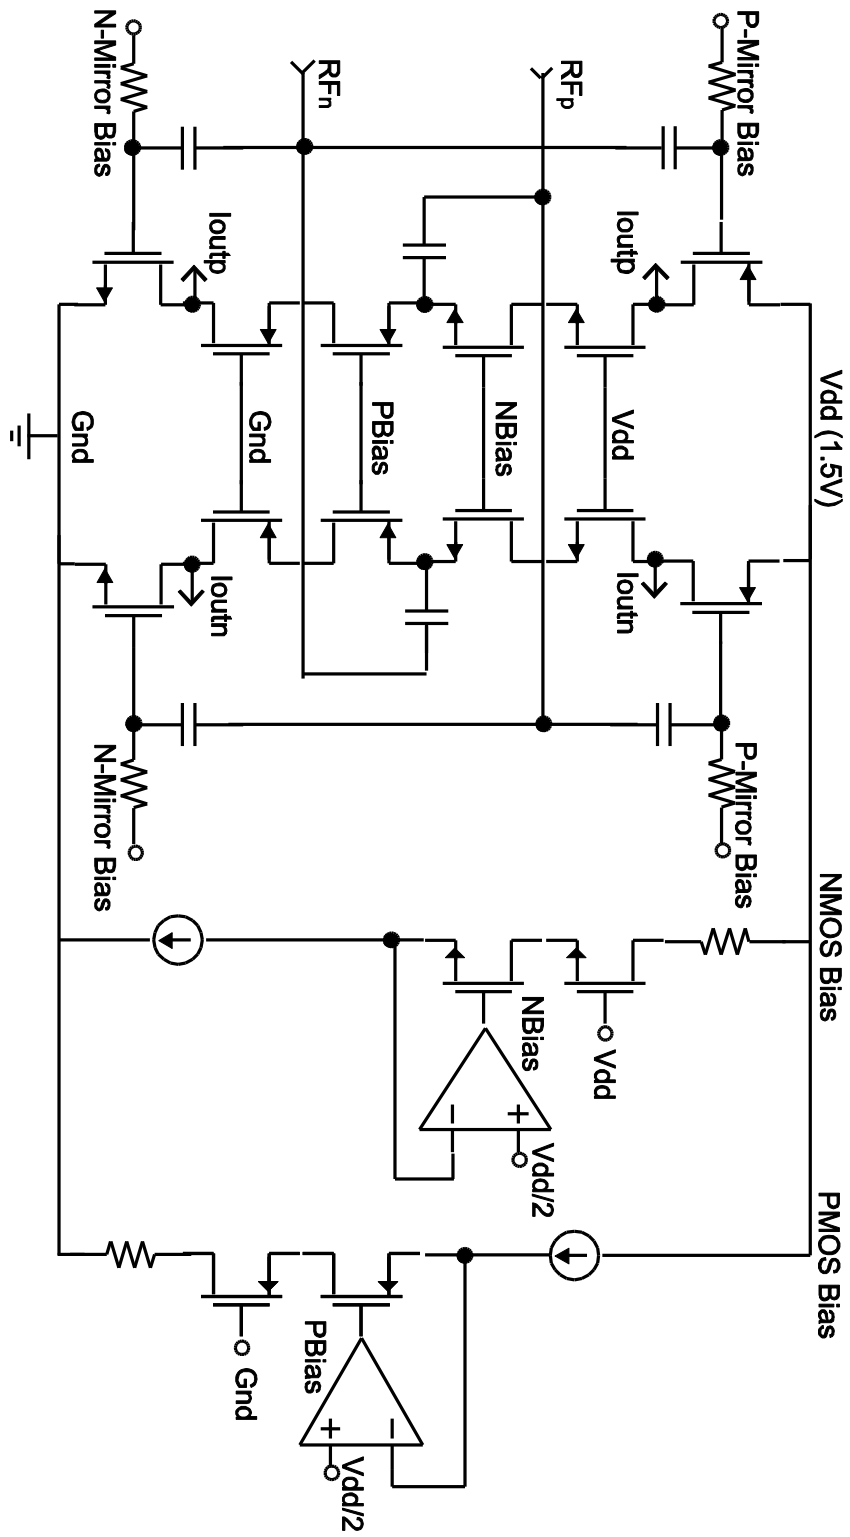 N-Mirror Bias
RFn
RFp
P-Mirror Bias
Ioutp
Ioutp
Gnd
Gnd
PBias
NBias
Vdd
Vdd (1.5V)
Ioutn
Ioutn
N-Mirror Bias
P-Mirror Bias
NMOS Bias
NBias
Vdd
- +
Vdd/2
PMOS Bias
PBias
Gnd
+ -
Vdd/2